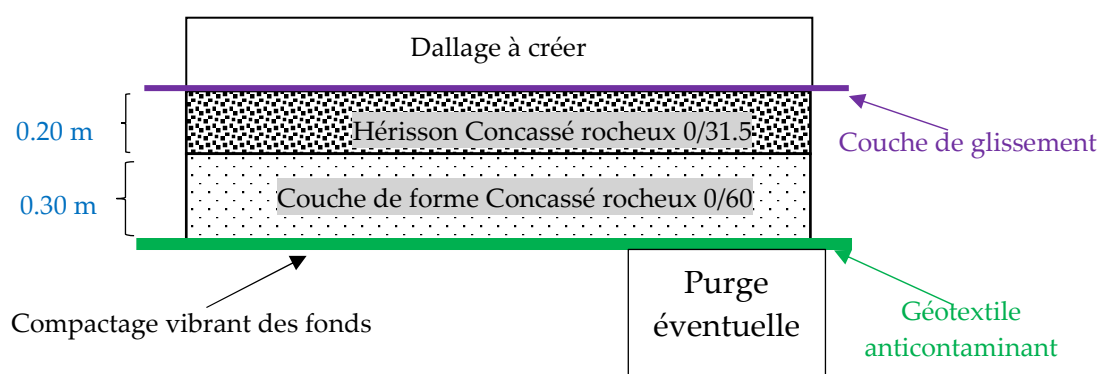 Dallage à créer
0.20 m
Hérisson Concassé rocheux 0/31.5
Couche de glissement
0.30 m
Couche de forme Concassé rocheux 0/60
Purge
éventuelle
Compactage vibrant des fonds
Géotextile
anticontaminant